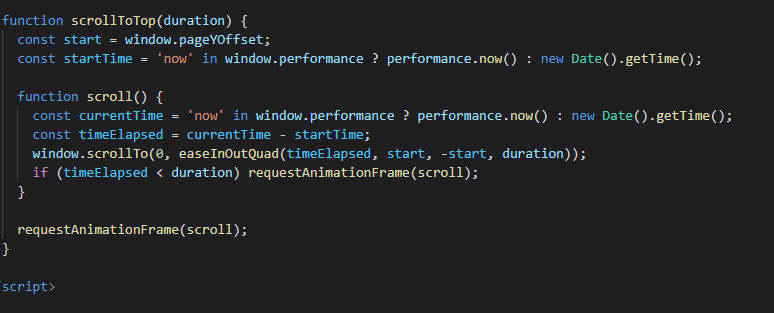 function scrollToTop(duration) {
  const start = window.pageYOffset;
  const startTime = 'now' in window.performance ? performance.now() : new Date().getTime();

  function scroll() {
    const currentTime = 'now' in window.performance ? performance.now() : new Date().getTime();
    const timeElapsed = currentTime - startTime;
    window.scrollTo(0, easeInOutQuad(timeElapsed, start, -start, duration));
    if (timeElapsed < duration) requestAnimationFrame(scroll);
  }

  requestAnimationFrame(scroll);
}

script>